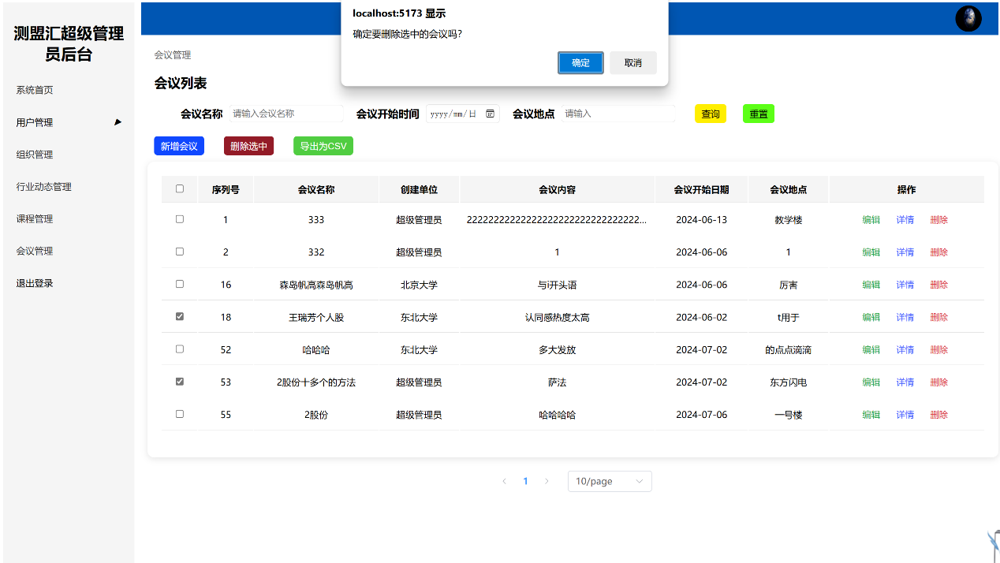 测盟汇超级管理
员后台
系统首页
用户管理
组织管理
行业动态管理
课程管理
会议管理
退出登录
localhost:5173 显示
确定要删除选中的会议吗?
确定 取消
会议管理
会议列表
会议名称 请输入会议名称 会议开始时间 yyyy/mm/日 会议地点 请输入 查询 重置
新增会议 删除选中 导出为CSV
序列号 会议名称 创建单位 会议内容 会议开始日期 会议地点 操作
1 333 超级管理员 2222222222222222222222222222222222... 2024-06-13 教学楼 编辑 详情 删除
2 332 超级管理员 1 2024-06-06 1 编辑 详情 删除
16 森岛帆高森岛帆高 北京大学 与i开头语 2024-06-06 厉害 编辑 详情 删除
18 王瑞芳个人股 东北大学 认同感热度太高 2024-06-02 t用于 编辑 详情 删除
52 哈哈哈 东北大学 多大发放 2024-07-02 的点点滴滴 编辑 详情 删除
53 2股份十多个的方法 超级管理员 萨法 2024-07-02 东方闪电 编辑 详情 删除
55 2股份 超级管理员 哈哈哈哈 2024-07-06 一号楼 编辑 详情 删除
1 10/page